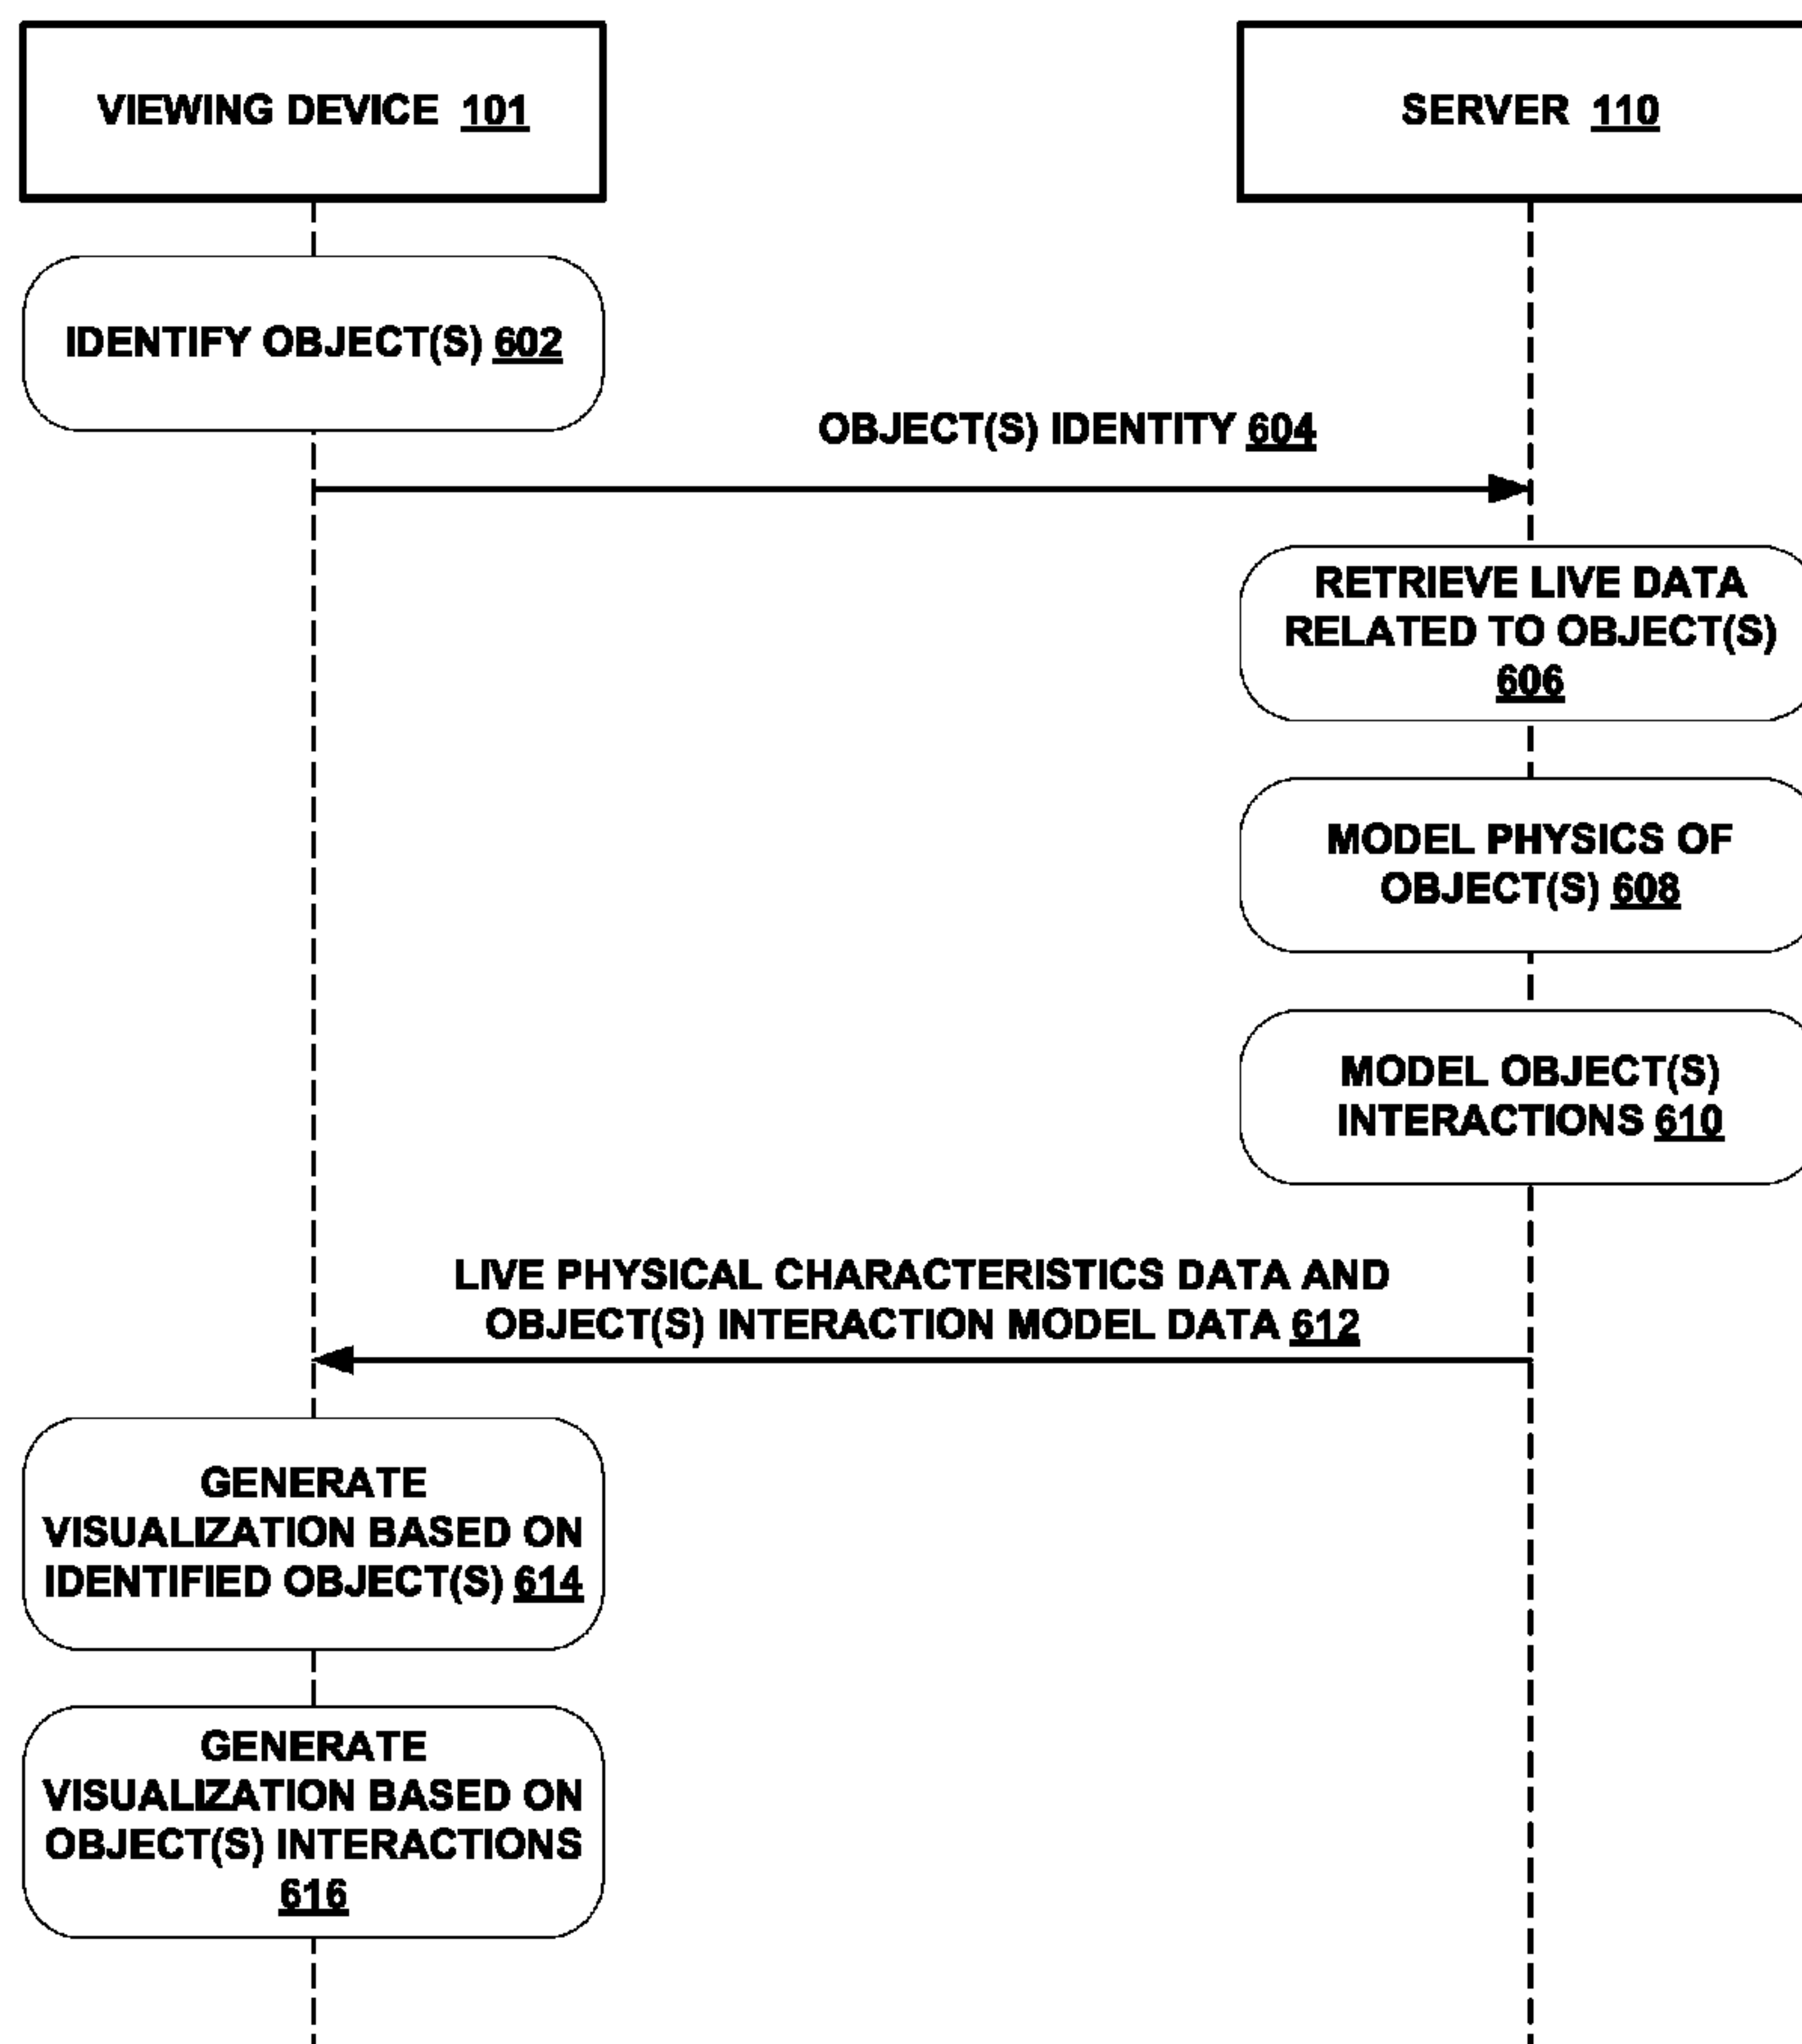 VIEWING DEVICE 101
SERVER 110
IDENTIFY OBJECT(S) 602
OBJECT(S) IDENTITY 604
RETRIEVE LIVE DATA
RELATED TO OBJECT(S)
606
MODEL PHYSICS OF
OBJECT(S) 608
MODEL OBJECT(S)
INTERACTIONS 610
LIVE PHYSICAL CHARACTERISTICS DATA AND
OBJECT(S) INTERACTION MODEL DATA 612
GENERATE
VISUALIZATION BASED ON
IDENTIFIED OBJECT(S) 614
GENERATE
VISUALIZATION BASED ON
OBJECT(S) INTERACTIONS
616